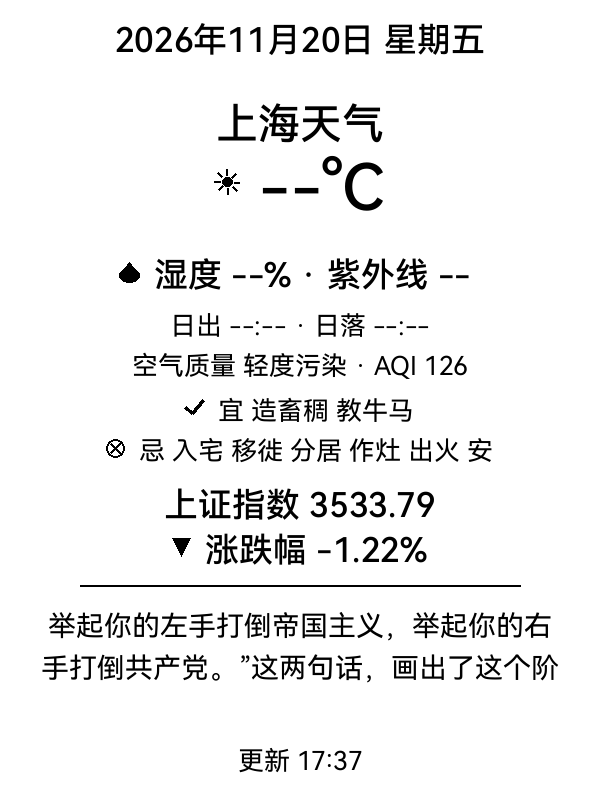 2026年11月20日 星期五
上海天气
--°C
湿度 --% · 紫外线 --
日出 --:-- · 日落 --:--
空气质量 轻度污染 · AQI 126
宜 造畜稠 教牛马
忌 入宅 移徙 分居 作灶 出火 安
上证指数 3533.79
▼ 涨跌幅 -1.22%
举起你的左手打倒帝国主义，举起你的右
手打倒共产党。”这两句话，画出了这个阶
更新 17:37